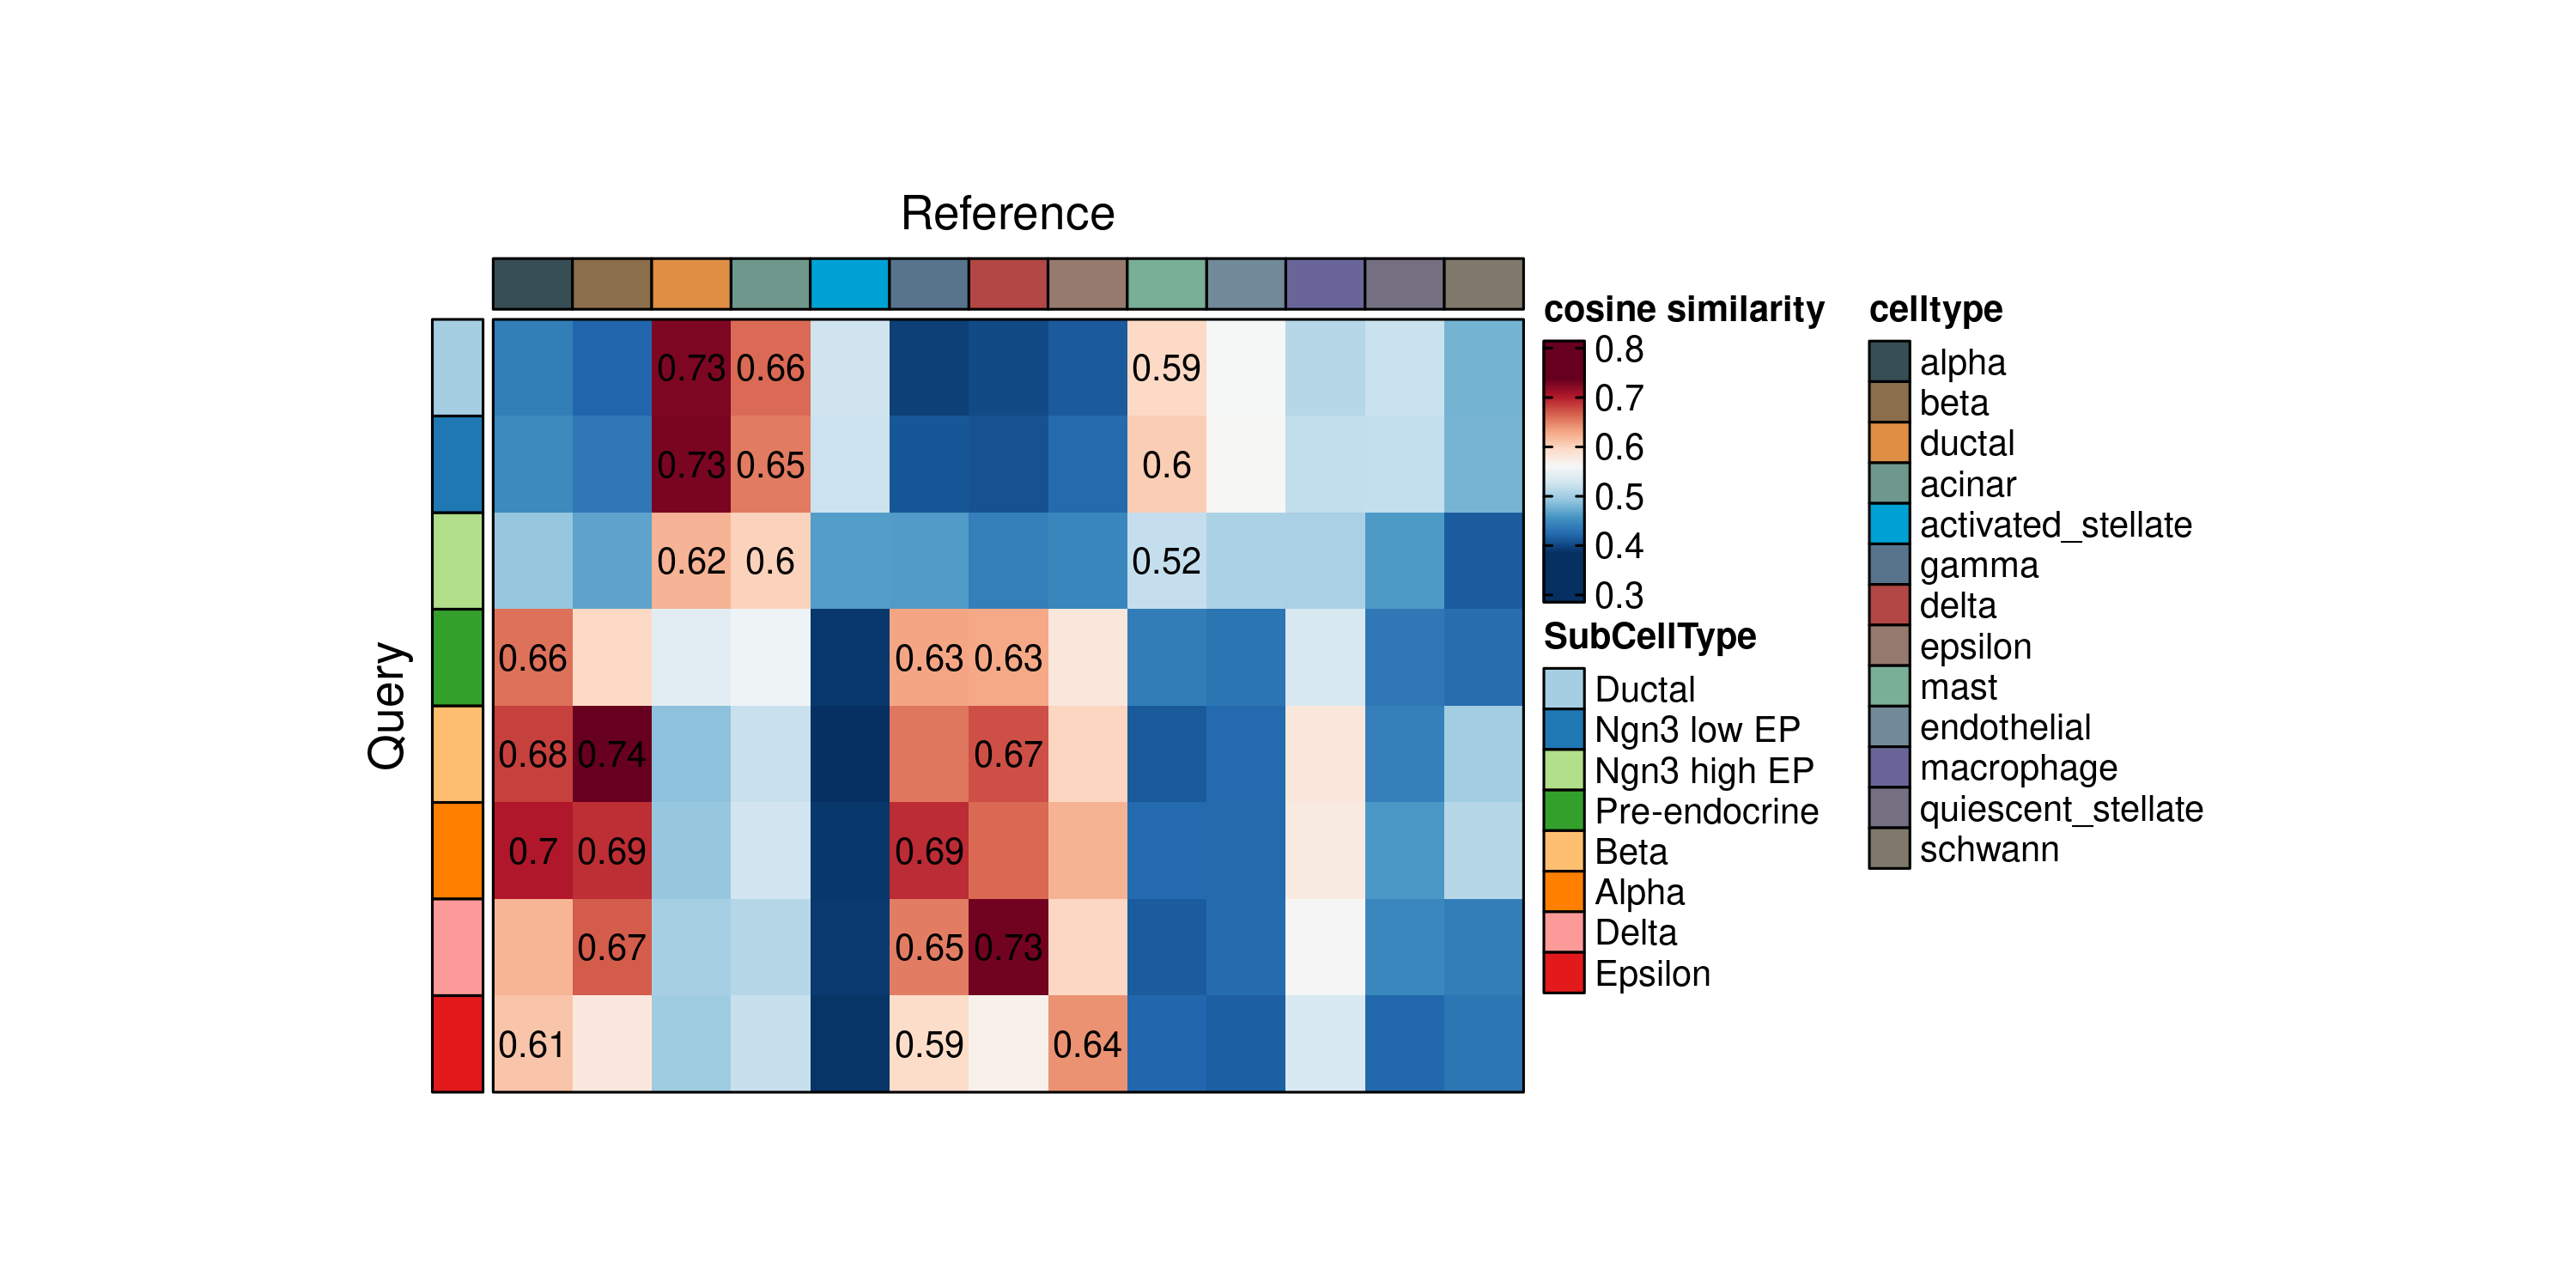 Reference
Query
0.73 0.66 0.59
0.73 0.65 0.6
0.62 0.6 0.52
0.66 0.63 0.63
0.68 0.74 0.67
0.7 0.69 0.69
0.67 0.65 0.73
0.61 0.59 0.64
cosine similarity
0.8
0.7
0.6
0.5
0.4
0.3
SubCellType
Ductal
Ngn3 low EP
Ngn3 high EP
Pre-endocrine
Beta
Alpha
Delta
Epsilon
celltype
alpha
beta
ductal
acinar
activated_stellate
gamma
delta
epsilon
mast
endothelial
macrophage
quiescent_stellate
schwann